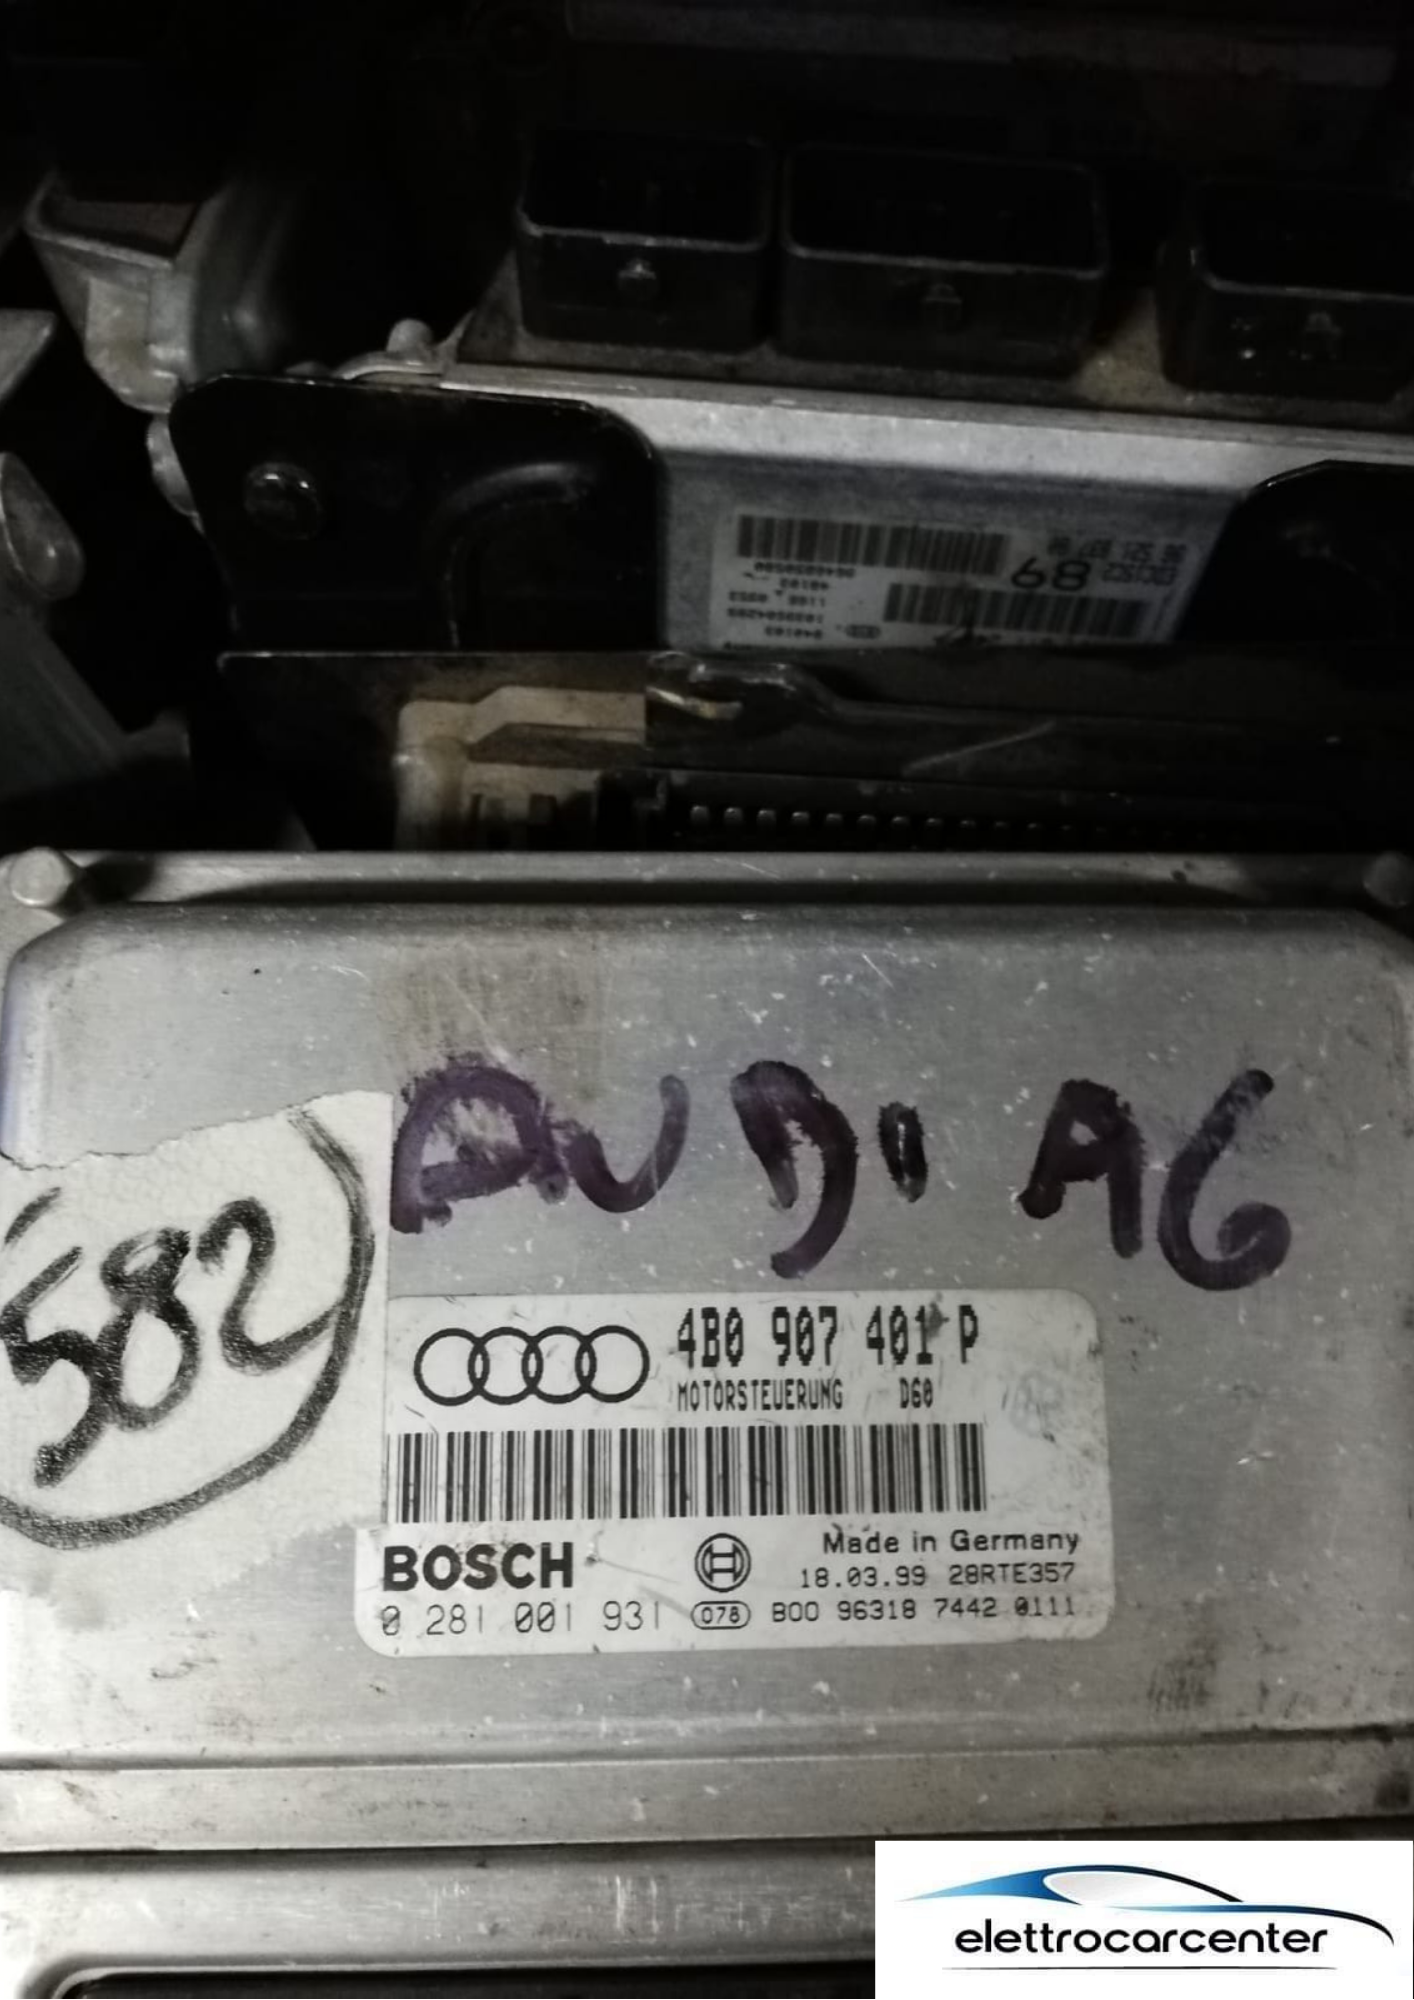 89
AUDI A6
582
4B0 907 401 P
MOTORSTEUERUNG D60
BOSCH
Made in Germany
18.03.99 28RTE357
0 281 001 931 078 B00 96318 7442 0111
elettrocarcenter